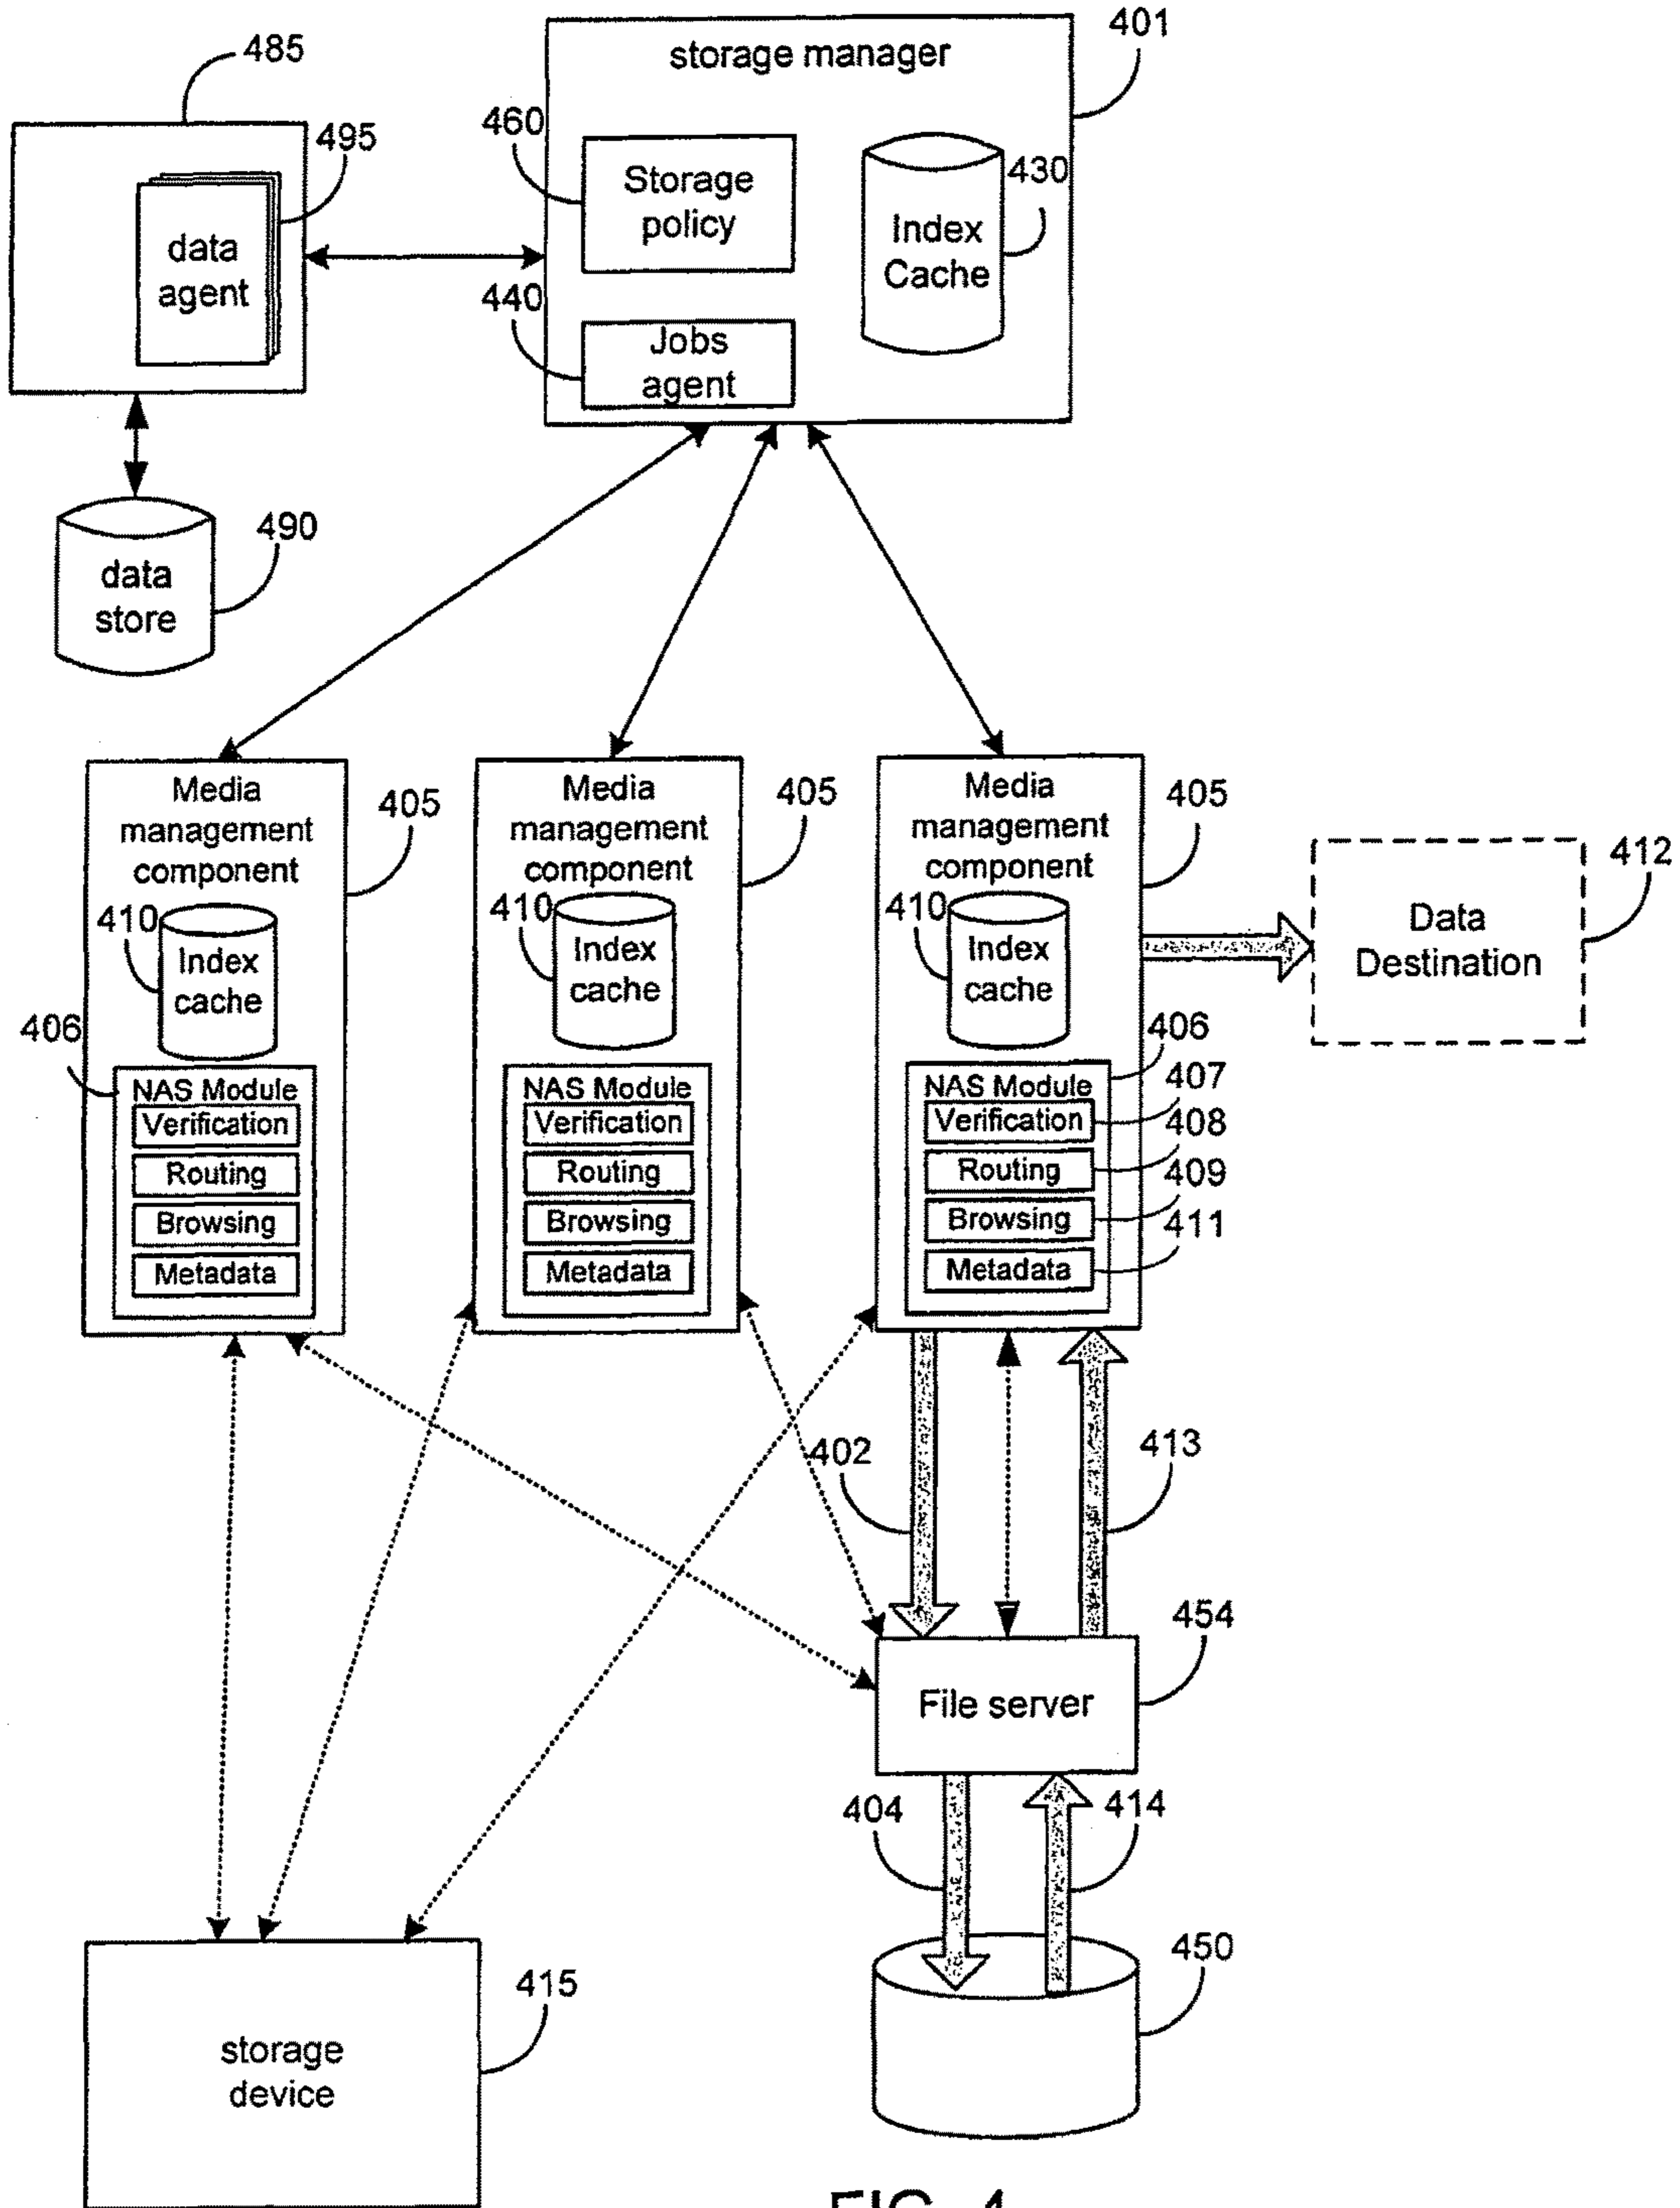 485
401
storage manager
495
460
Storage
policy
430
Index
Cache
data
agent
440
Jobs
agent
490
data
store
Media
management
component
405
410
Index
cache
406
NAS Module
Verification
Routing
Browsing
Metadata
Media
management
component
405
410
Index
cache
NAS Module
Verification
Routing
Browsing
Metadata
Media
management
component
405
410
Index
cache
406
NAS Module
407
Verification
408
Routing
409
Browsing
411
Metadata
412
Data
Destination
402
413
454
File server
404
414
450
415
storage
device
FIG. 4